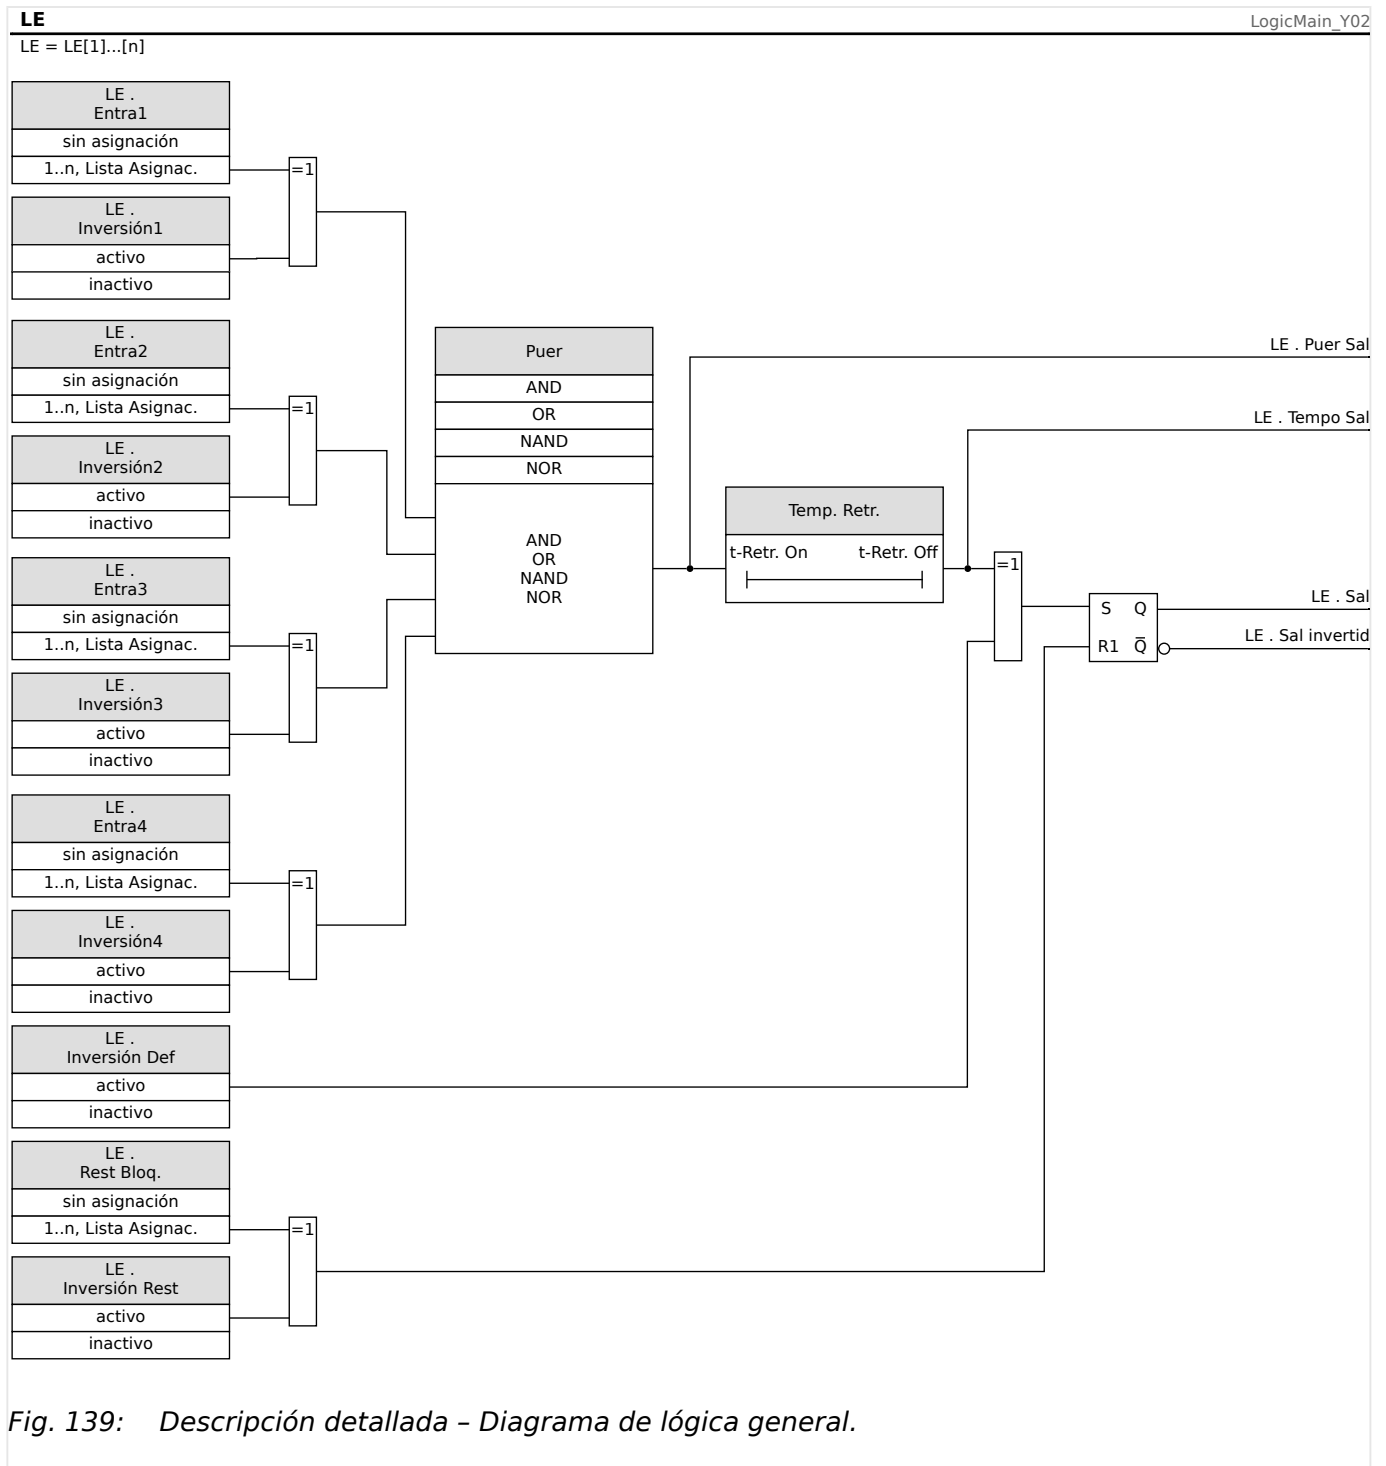 LE
LogicMain_Y02
LE = LE[1]...[n]
LE .
Entra1
sin asignación
1..n, Lista Asignac.
=1
LE .
Inversión1
activo
inactivo
LE .
Entra2
sin asignación
1..n, Lista Asignac.
=1
LE .
Inversión2
activo
inactivo
LE .
Entra3
sin asignación
1..n, Lista Asignac.
=1
LE .
Inversión3
activo
inactivo
LE .
Entra4
sin asignación
1..n, Lista Asignac.
=1
LE .
Inversión4
activo
inactivo
LE .
Inversión Def
activo
inactivo
LE .
Rest Bloq.
sin asignación
1..n, Lista Asignac.
=1
LE .
Inversión Rest
activo
inactivo
Puer
AND
OR
NAND
NOR
AND
OR
NAND
NOR
Temp. Retr.
t-Retr. On t-Retr. Off
=1
S Q
R1 Q̅
LE . Puer Sal
LE . Tempo Sal
LE . Sal
LE . Sal invertid
Fig. 139: Descripción detallada – Diagrama de lógica general.